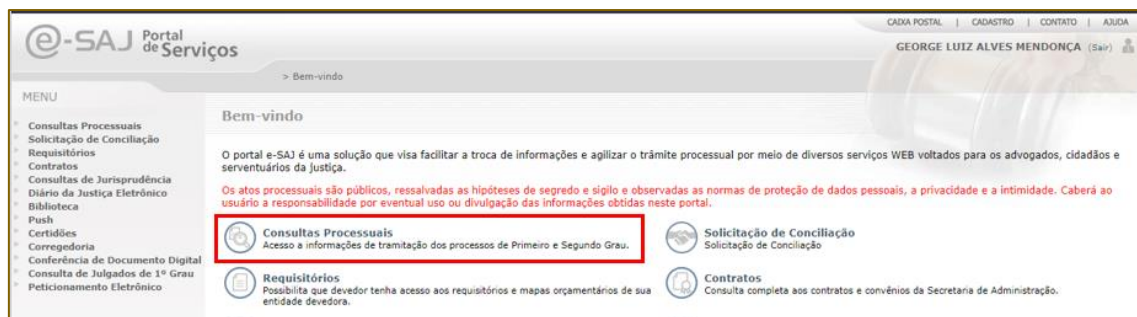 CAIXA POSTAL | CADASTRO | CONTATO | AJUDA
e-SAJ Portal de Serviços
GEORGE LUIZ ALVES MENDONÇA (Sair)
> Bem-vindo
MENU
Consultas Processuais
Solicitação de Conciliação
Requisitórios
Contratos
Consultas de Jurisprudência
Diário da Justiça Eletrônico
Biblioteca
Push
Certidões
Corregedoria
Conferência de Documento Digital
Consulta de Julgados de 1º Grau
Peticionamento Eletrônico
Bem-vindo
O portal e-SAJ é uma solução que visa facilitar a troca de informações e agilizar o trâmite processual por meio de diversos serviços WEB voltados para os advogados, cidadãos e
serventuários da justiça.
Os atos processuais são públicos, ressalvadas as hipóteses de segredo e sigilo e observadas as normas de proteção de dados pessoais, a privacidade e a intimidade. Caberá ao
usuário a responsabilidade por eventual uso ou divulgação das informações obtidas neste portal.
Consultas Processuais
Acesso a informações de tramitação dos processos de Primeiro e Segundo Grau.
Solicitação de Conciliação
Solicitação de Conciliação
Requisitórios
Possibilita que devedor tenha acesso aos requisitórios e mapas orçamentários de sua
entidade devedora.
Contratos
Consulta completa aos contratos e convênios da Secretaria de Administração.